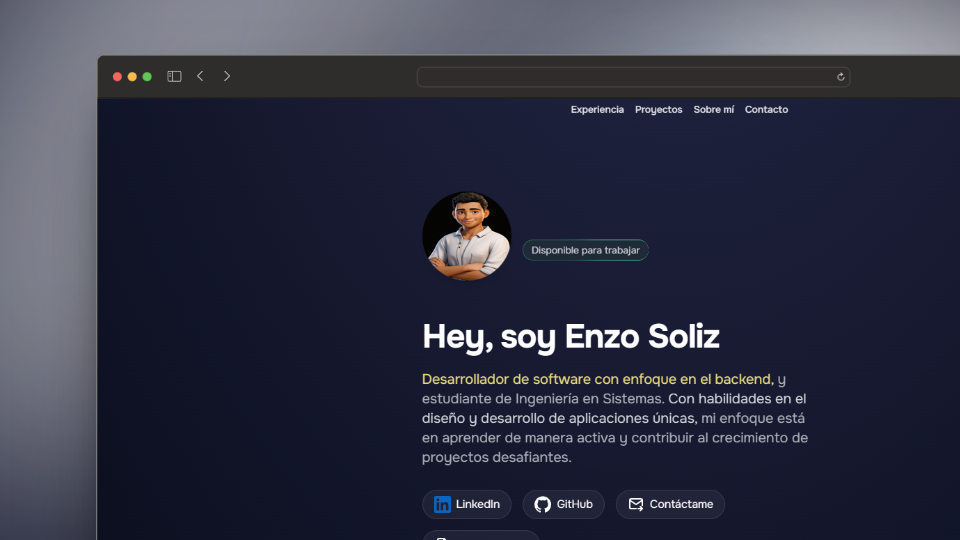 Experiencia Proyectos Sobre mí Contacto
Disponible para trabajar
Hey, soy Enzo Soliz
Desarrollador de software con enfoque en el backend, y
estudiante de Ingeniería en Sistemas. Con habilidades en el
diseño y desarrollo de aplicaciones únicas, mi enfoque está
en aprender de manera activa y contribuir al crecimiento de
proyectos desafiantes.
in LinkedIn GitHub Contáctame